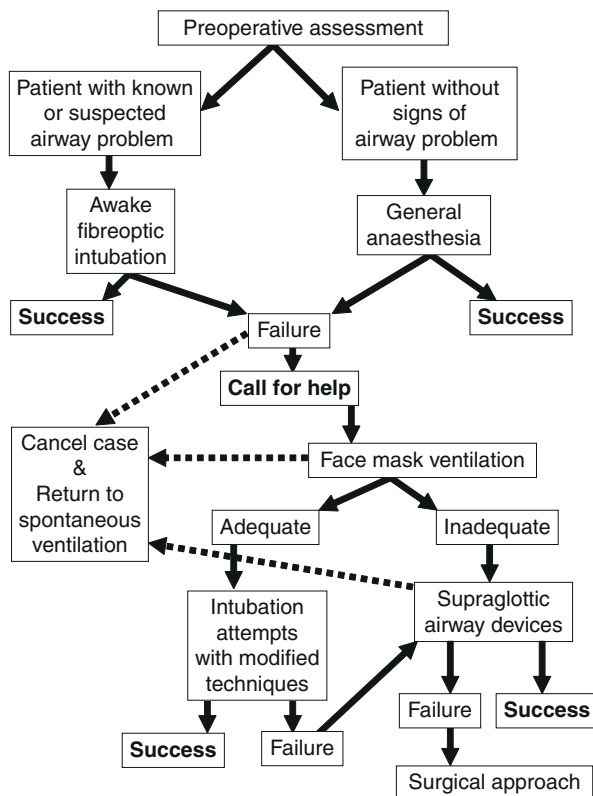 Preoperative assessment
Patient with known
or suspected
airway problem
Patient without
signs of
airway problem
Awake
fibreoptic
intubation
General
anaesthesia
Success
Failure
Success
Call for help
Cancel case
&
Return to
spontaneous
ventilation
Face mask ventilation
Adequate
Inadequate
Intubation
attempts
with modified
techniques
Supraglottic
airway devices
Success
Failure
Failure
Success
Surgical approach